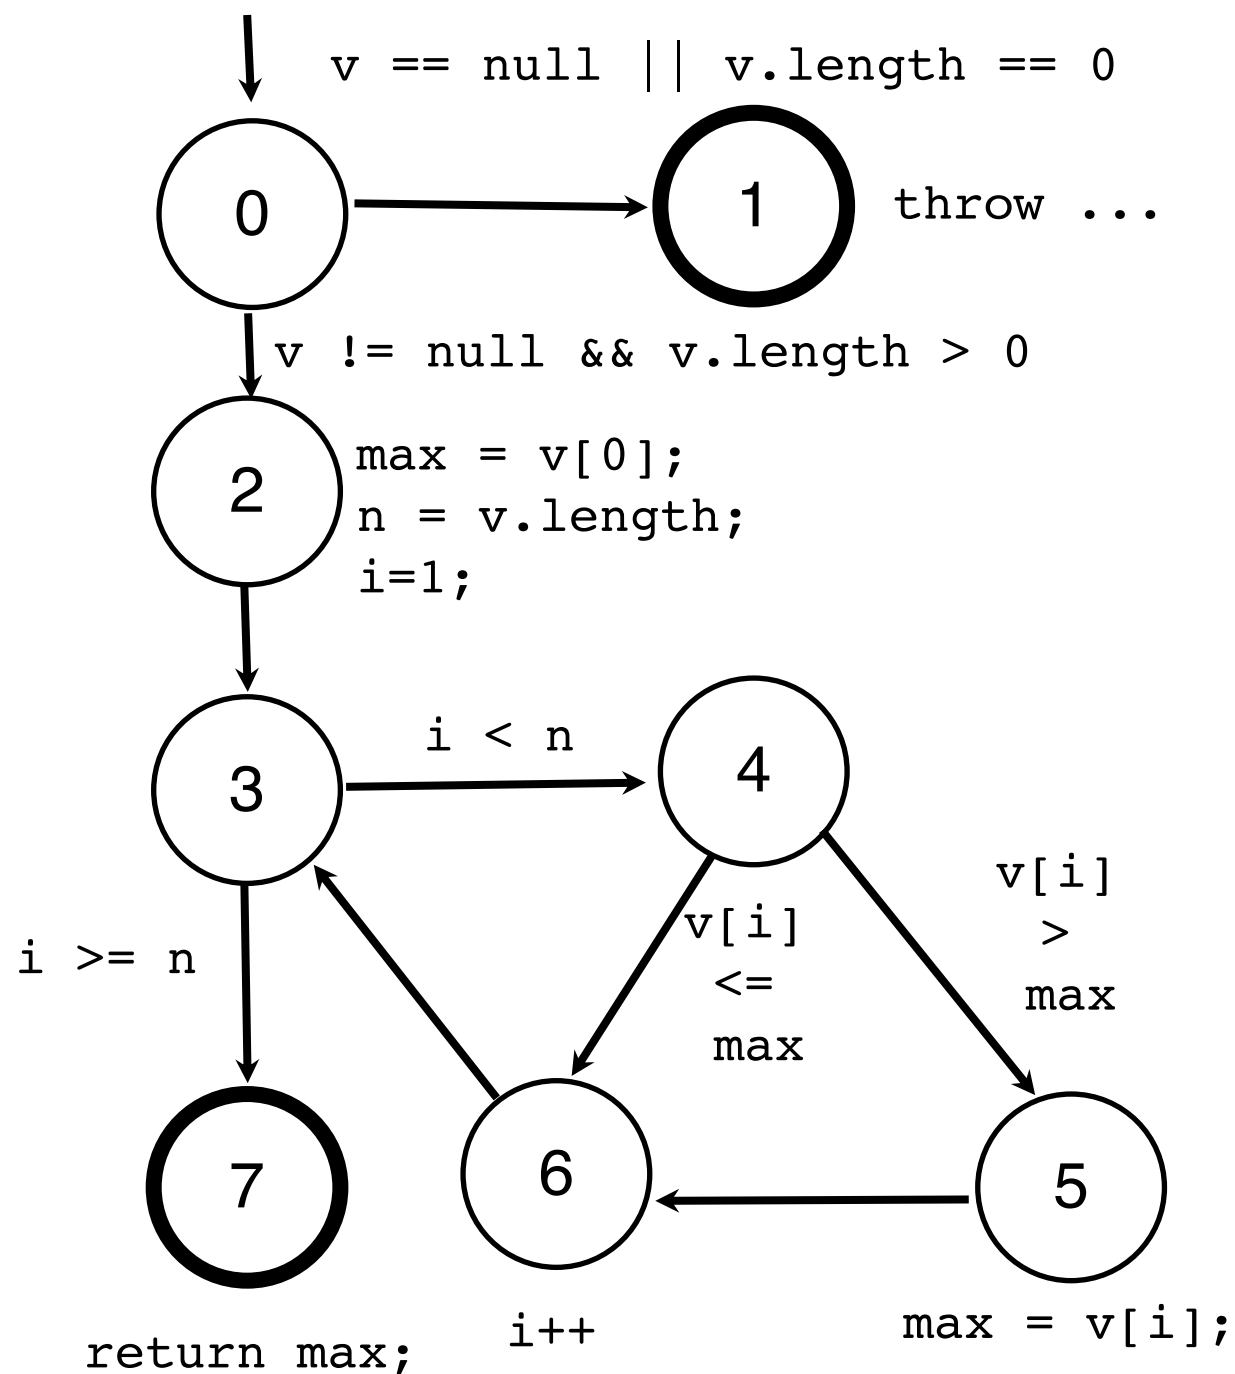 v == null || v.length == 0
0
1
throw ...
v != null && v.length > 0
2
max = v[0];
n = v.length;
i=1;
3
i < n
4
v[i]
>
max
v[i]
<=
max
i >= n
7
6
5
return max;
i++
max = v[i];